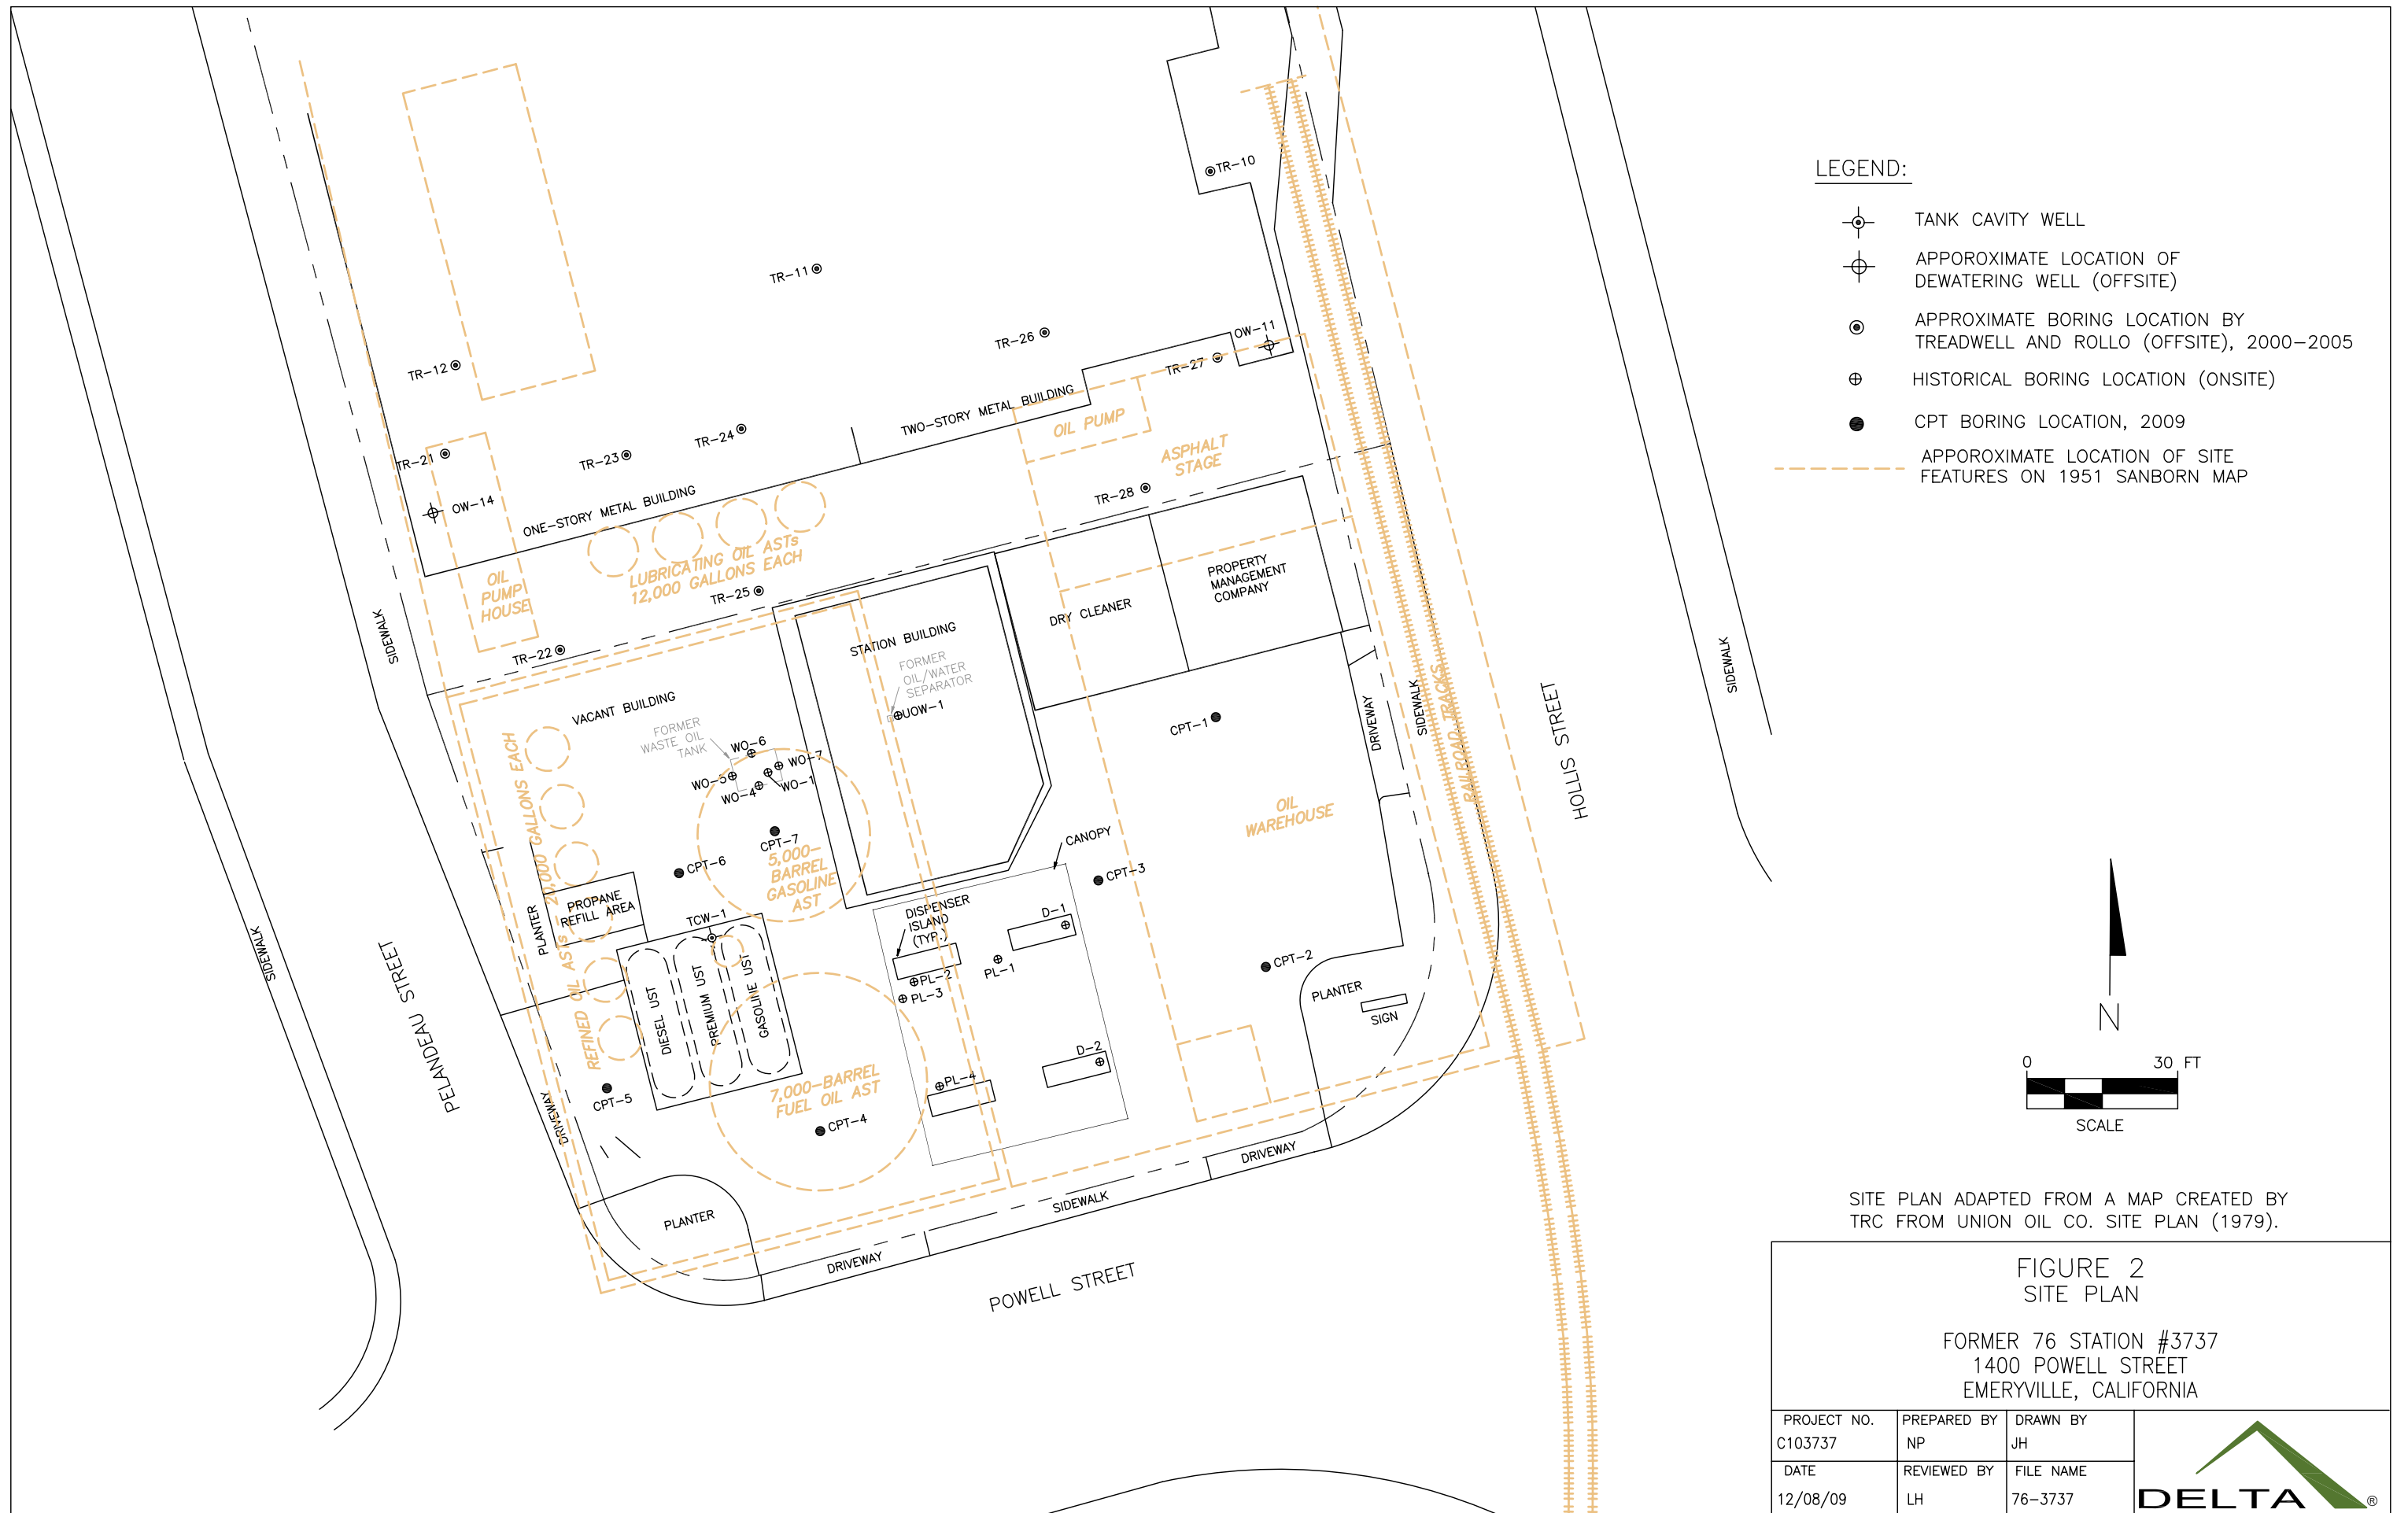 TR-10
TR-11
TR-26
OW-11
TR-27
TR-12
TWO-STORY METAL BUILDING
OIL PUMP
ASPHALT
STAGE
TR-24
TR-23
TR-21
OW-14
ONE-STORY METAL BUILDING
TR-28
LUBRICATING OIL ASTs
12,000 GALLONS EACH
OIL
PUMP
HOUSE
TR-25
TR-22
SIDEWALK
STATION BUILDING
FORMER
OIL/WATER
SEPARATOR
UOW-1
DRY CLEANER
PROPERTY
MANAGEMENT
COMPANY
VACANT BUILDING
FORMER
WASTE OIL
TANK
WO-6
WO-7
WO-5
WO-4
WO-1
CPT-1
DRIVEWAY
SIDEWALK
RAILROAD TRACKS
HOLLIS STREET
SIDEWALK
OIL
WAREHOUSE
CPT-7
CPT-6
5,000-
BARREL
GASOLINE
AST
CANOPY
CPT-3
REFINED OIL ASTs - 20,000 GALLONS EACH
PROPANE
REFILL AREA
PLANTER
TCW-1
DISPENSER
ISLAND
(TYP.)
D-1
PL-1
PL-2
PL-3
CPT-2
PLANTER
SIGN
DIESEL UST
PREMIUM UST
GASOLINE UST
SIDEWALK
PELANDEAU STREET
D-2
PL-4
7,000-BARREL
FUEL OIL AST
CPT-5
CPT-4
DRIVEWAY
PLANTER
DRIVEWAY
SIDEWALK
DRIVEWAY
POWELL STREET
LEGEND:
TANK CAVITY WELL
APPOROXIMATE LOCATION OF
DEWATERING WELL (OFFSITE)
APPROXIMATE BORING LOCATION BY
TREADWELL AND ROLLO (OFFSITE), 2000-2005
HISTORICAL BORING LOCATION (ONSITE)
CPT BORING LOCATION, 2009
APPOROXIMATE LOCATION OF SITE
FEATURES ON 1951 SANBORN MAP
N
0 30 FT
SCALE
SITE PLAN ADAPTED FROM A MAP CREATED BY
TRC FROM UNION OIL CO. SITE PLAN (1979).
FIGURE 2
SITE PLAN
FORMER 76 STATION #3737
1400 POWELL STREET
EMERYVILLE, CALIFORNIA
PROJECT NO. PREPARED BY DRAWN BY
C103737 NP JH
DATE REVIEWED BY FILE NAME
12/08/09 LH 76-3737
DELTA ®